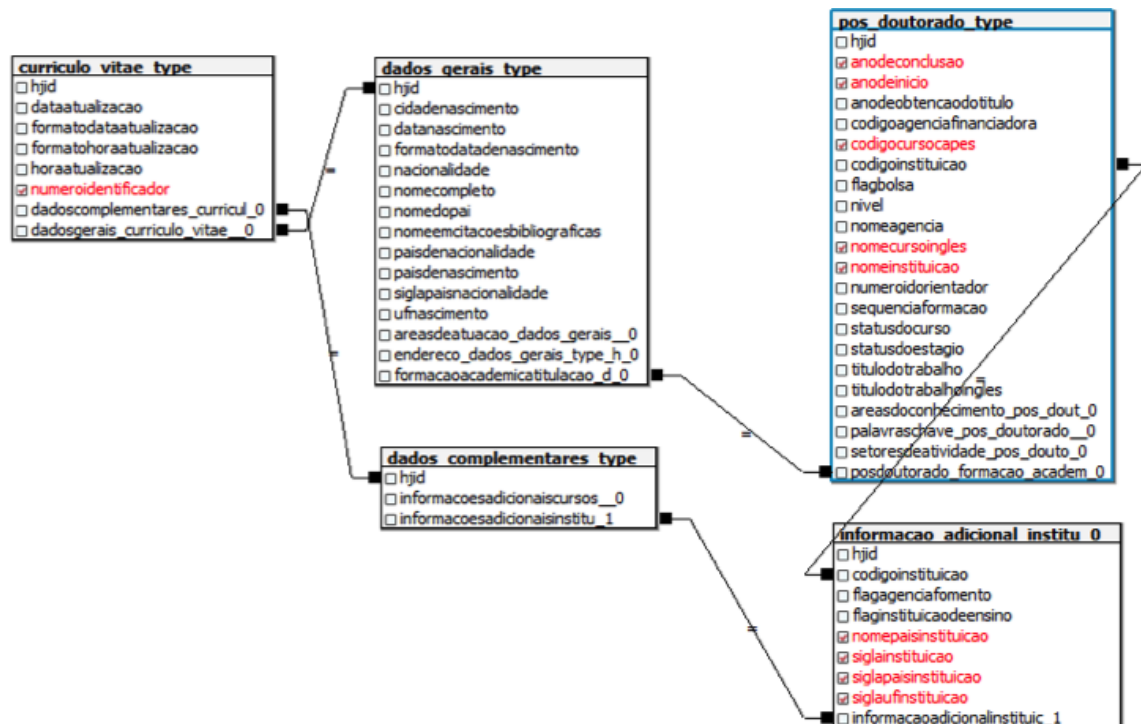 curriculo_vitae_type
hjid
dataatualizacao
formatodataatualizacao
formatohoraatualizacao
horaatualizacao
numeroidentificador
dadoscomplementares_curricul_0
dadosgerais_curriculo_vitae__0
dados_gerais_type
hjid
cidadenascimento
datanascimento
formatodatadenascimento
nacionalidade
nomecompleto
nomedopai
nomeemcitacoesbibliograficas
paisdenacionalidade
paisdenascimento
siglapaisnacionalidade
ufnascimento
areasdeatuacao_dados_gerais__0
endereco_dados_gerais_type_h_0
formacaoacademicatitulacao_d_0
dados_complementares_type
hjid
informacoesadicionaiscursos__0
informacoesadicionaisinstitu_1
pos_doutorado_type
hjid
anodeconclusao
anodeinicio
anodeobtencaodotitulo
codigoagenciafinanciadora
codigocursocapes
codigoinstituicao
flagbolsa
nivel
nomeagencia
nomecursoingles
nomeinstituicao
numeroidorientador
sequenciaformacao
statusdocurso
statusdoestagio
titulodotrabalho
titulodotrabalhoingles
areasdoconhecimento_pos_dout_0
palavraschave_pos_doutorado__0
setoresdeatividade_pos_douto_0
posdoutorado_formacao_academ_0
informacao_adicional_institu_0
hjid
codigoinstituicao
flagagenciafomento
flaginstituicaodeensino
nomepaisinstituicao
siglainstituicao
siglapaisinstituicao
siglaufinstituicao
informacaoadicionalinstituic_1
=
=
=
=
=